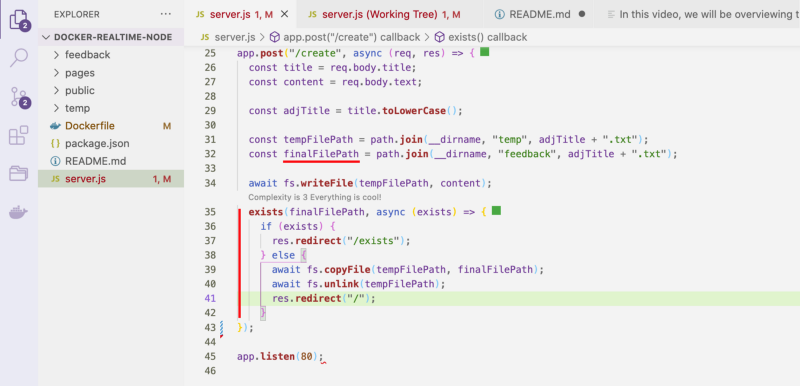 EXPLORER
...
JS server.js 1, M
JS server.js (Working Tree) 1, M
README.md
In this video, we will be overviewing t
DOCKER-REALTIME-NODE
JS server.js > app.post("/create") callback > exists() callback
feedback
pages
public
temp
Dockerfile M
{} package.json
README.md
JS server.js 1, M
2
2
25 app.post("/create", async (req, res) => {
26 const title = req.body.title;
27 const content = req.body.text;
28
29 const adjTitle = title.toLowerCase();
30
31 const tempFilePath = path.join(__dirname, "temp", adjTitle + ".txt");
32 const finalFilePath = path.join(__dirname, "feedback", adjTitle + ".txt");
33
34 await fs.writeFile(tempFilePath, content);
Complexity is 3 Everything is cool!
35 exists(finalFilePath, async (exists) => {
36 if (exists) {
37 res.redirect("/exists");
38 } else {
39 await fs.copyFile(tempFilePath, finalFilePath);
40 await fs.unlink(tempFilePath);
41 res.redirect("/");
42 }
43 });
44
45 app.listen(80);
46